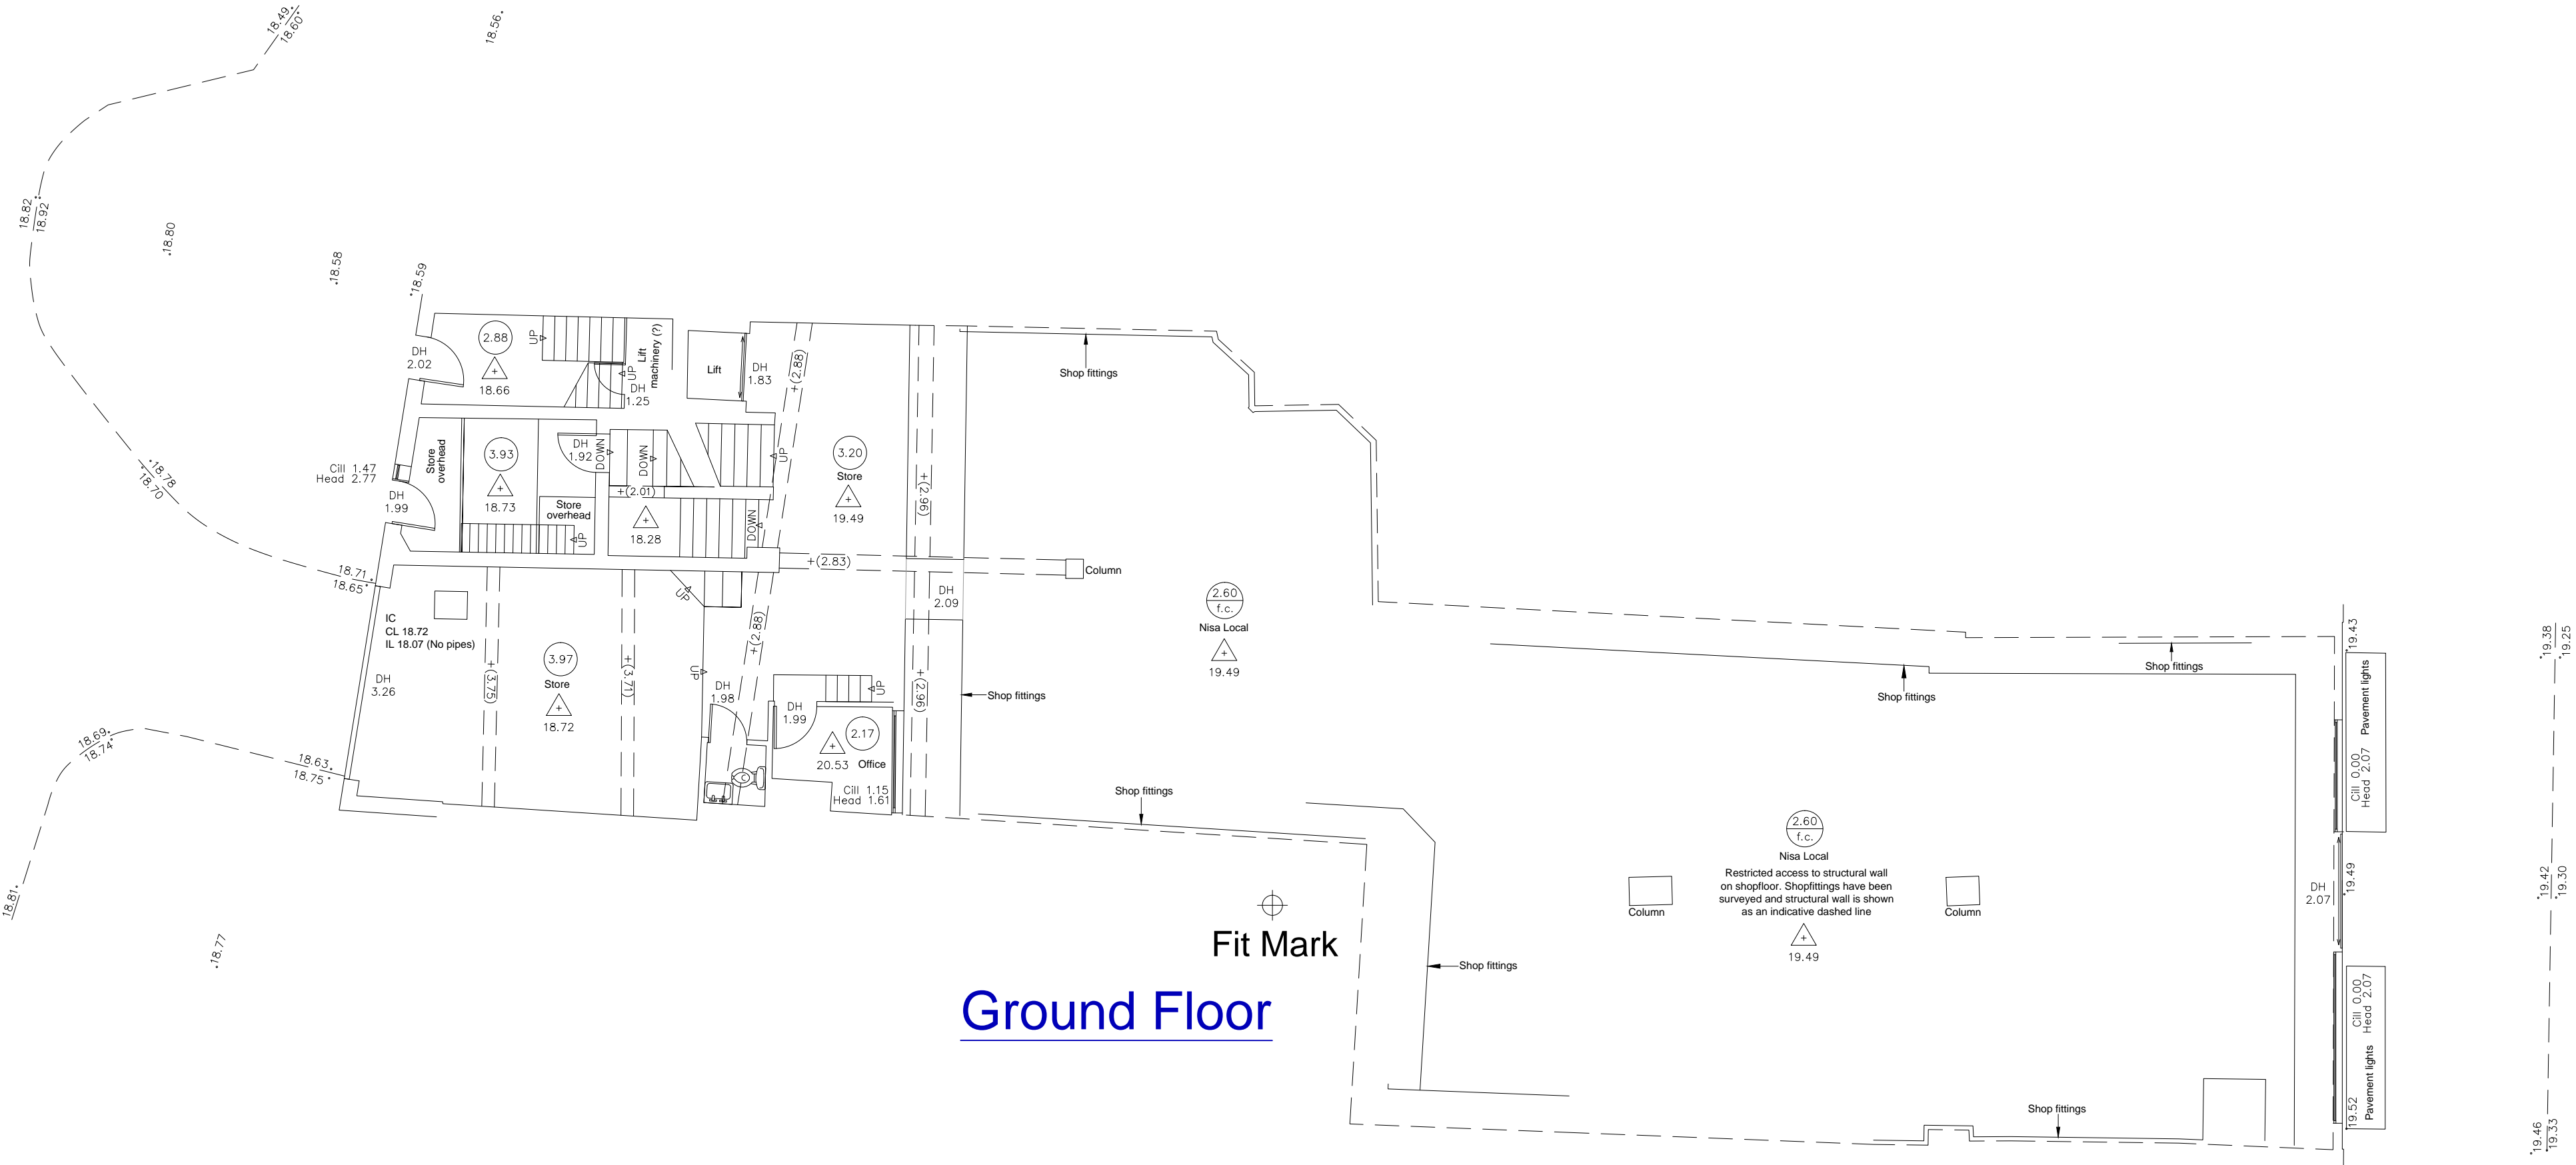 18.49
18.60
18.56
18.82
18.92
18.80
18.58
18.59
18.78
18.70
18.71
18.65
18.69
18.74
18.63
18.75
18.81
18.77
DH
2.02
2.88
18.66
UP
UP
DH
1.25
Lift
machinery (?)
Lift
DH
1.83
+(2.88)
Cill 1.47
Head 2.77
DH
1.99
Store
overhead
3.93
18.73
DH
1.92
DOWN
DOWN
UP
+(2.01)
Store
overhead
UP
18.28
DOWN
3.20
Store
19.49
+(2.96)
+(2.83)
Column
DH
2.09
IC
CL 18.72
IL 18.07 (No pipes)
DH
3.26
+(3.75)
3.97
Store
18.72
+(3.71)
UP
UP
+(2.88)
DH
1.98
DH
1.99
UP
2.17
20.53
Office
Cill 1.15
Head 1.61
+(2.96)
Shop fittings
Shop fittings
2.60
f.c.
Nisa Local
19.49
Shop fittings
Shop fittings
Shop fittings
Shop fittings
2.60
f.c.
Nisa Local
Restricted access to structural wall
on shopfloor. Shopfittings have been
surveyed and structural wall is shown
as an indicative dashed line
19.49
Column
Column
Shop fittings
DH
2.07
19.43
Pavement lights
Cill 0.00
Head 2.07
19.49
Cill 0.00
Head 2.07
Pavement lights
19.52
19.38
19.25
19.42
19.30
19.46
19.33
Fit Mark
Ground Floor